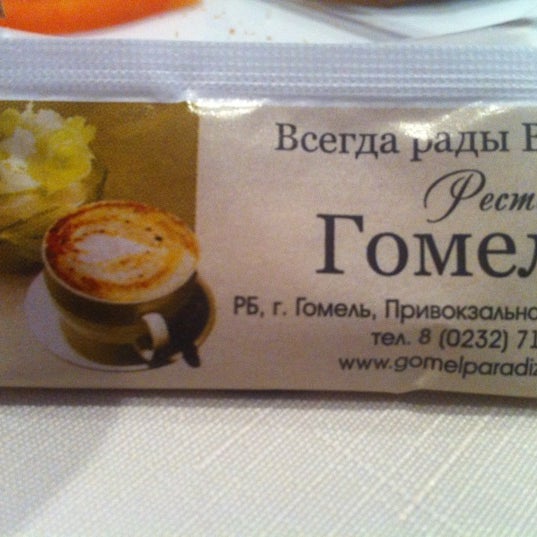 Всегда рады В
Рест
Гомел
РБ, г. Гомель, Привокзальна
тел. 8 (0232) 71
www.gomelparadiz